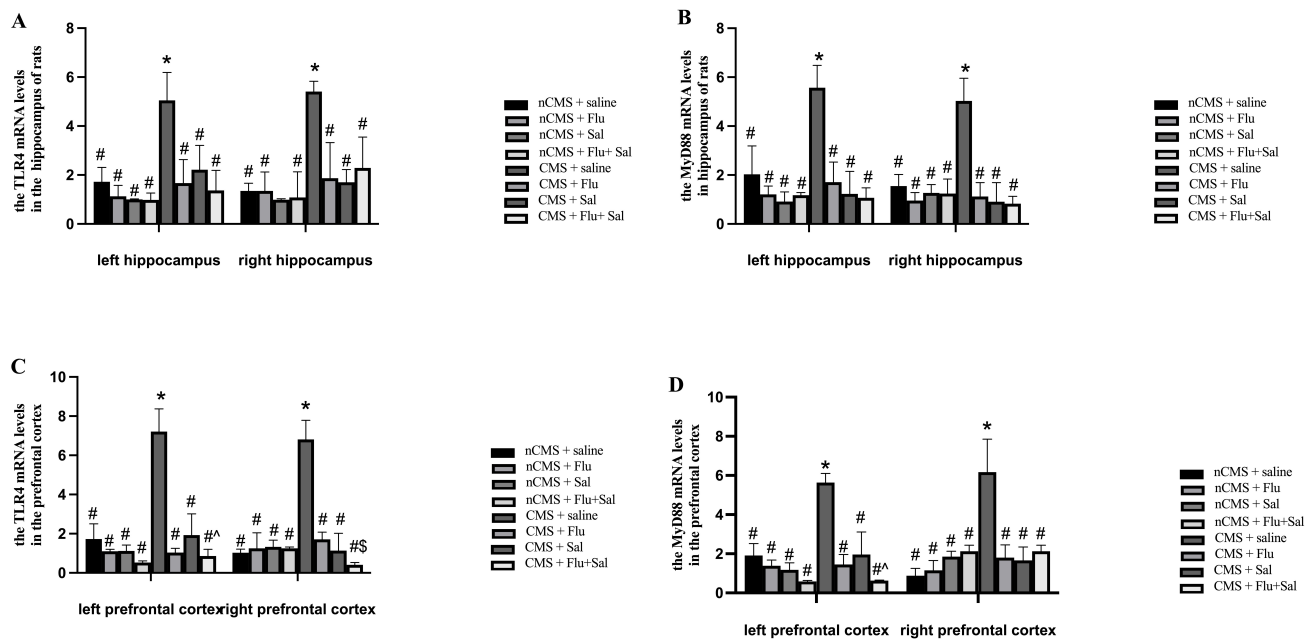 A
the TLR4 mRNA levels
in the hippocampus of rats
8
6
4
2
0
#
#
#
#
*
#
#
#
#
#
*
#
#
#
left hippocampus
right hippocampus
nCMS + saline
nCMS + Flu
nCMS + Sal
nCMS + Flu+Sal
CMS + saline
CMS + Flu
CMS + Sal
CMS + Flu+ Sal
B
the MyD88 mRNA levels
in hippocampus of rats
8
6
4
2
0
#
#
#
#
*
#
#
#
#
#
#
#
*
#
#
#
left hippocampus
right hippocampus
nCMS + saline
nCMS + Flu
nCMS + Sal
nCMS + Flu+Sal
CMS + saline
CMS + Flu
CMS + Sal
CMS + Flu+Sal
C
the TLR4 mRNA levels
in the prefrontal cortex
10
8
6
4
2
0
#
#
#
#
*
#
#
#^
#
#
#
#
*
#
#
#$
left prefrontal cortex
right prefrontal cortex
nCMS + saline
nCMS + Flu
nCMS + Sal
nCMS + Flu+Sal
CMS + saline
CMS + Flu
CMS + Sal
CMS + Flu+Sal
D
the MyD88 mRNA levels
in the prefrontal cortex
10
8
6
4
2
0
#
#
#
#
*
#
#
#^
#
#
#
#
*
#
#
#
left prefrontal cortex
right prefrontal cortex
nCMS + saline
nCMS + Flu
nCMS + Sal
nCMS + Flu+Sal
CMS + saline
CMS + Flu
CMS + Sal
CMS + Flu+Sal